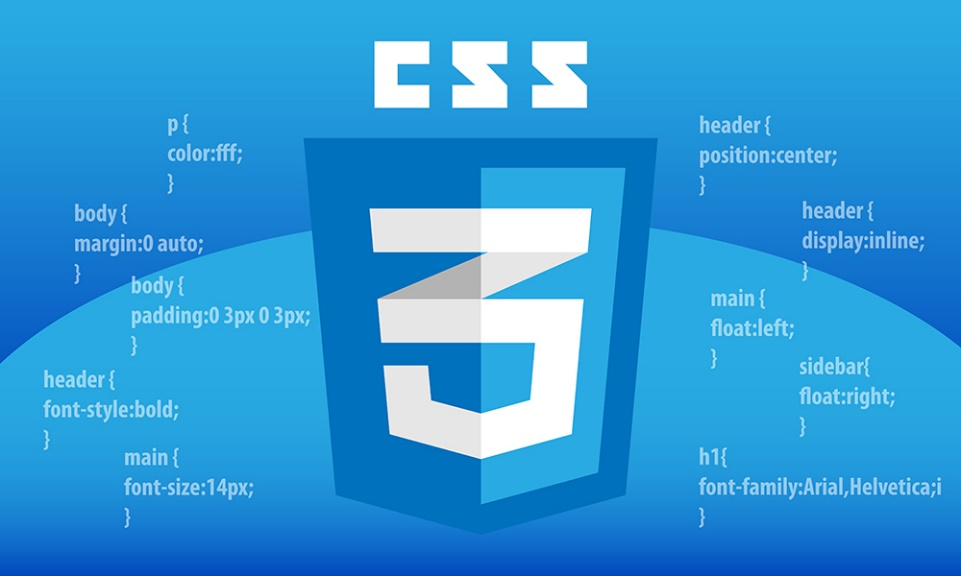 CSS
3
p {
color:fff;
}
body {
margin:0 auto;
}
body {
padding:0 3px 0 3px;
}
header {
font-style:bold;
}
main {
font-size:14px;
}
header {
position:center;
}
header {
display:inline;
}
main {
float:left;
}
sidebar{
float:right;
}
h1{
font-family:Arial,Helvetica;i
}